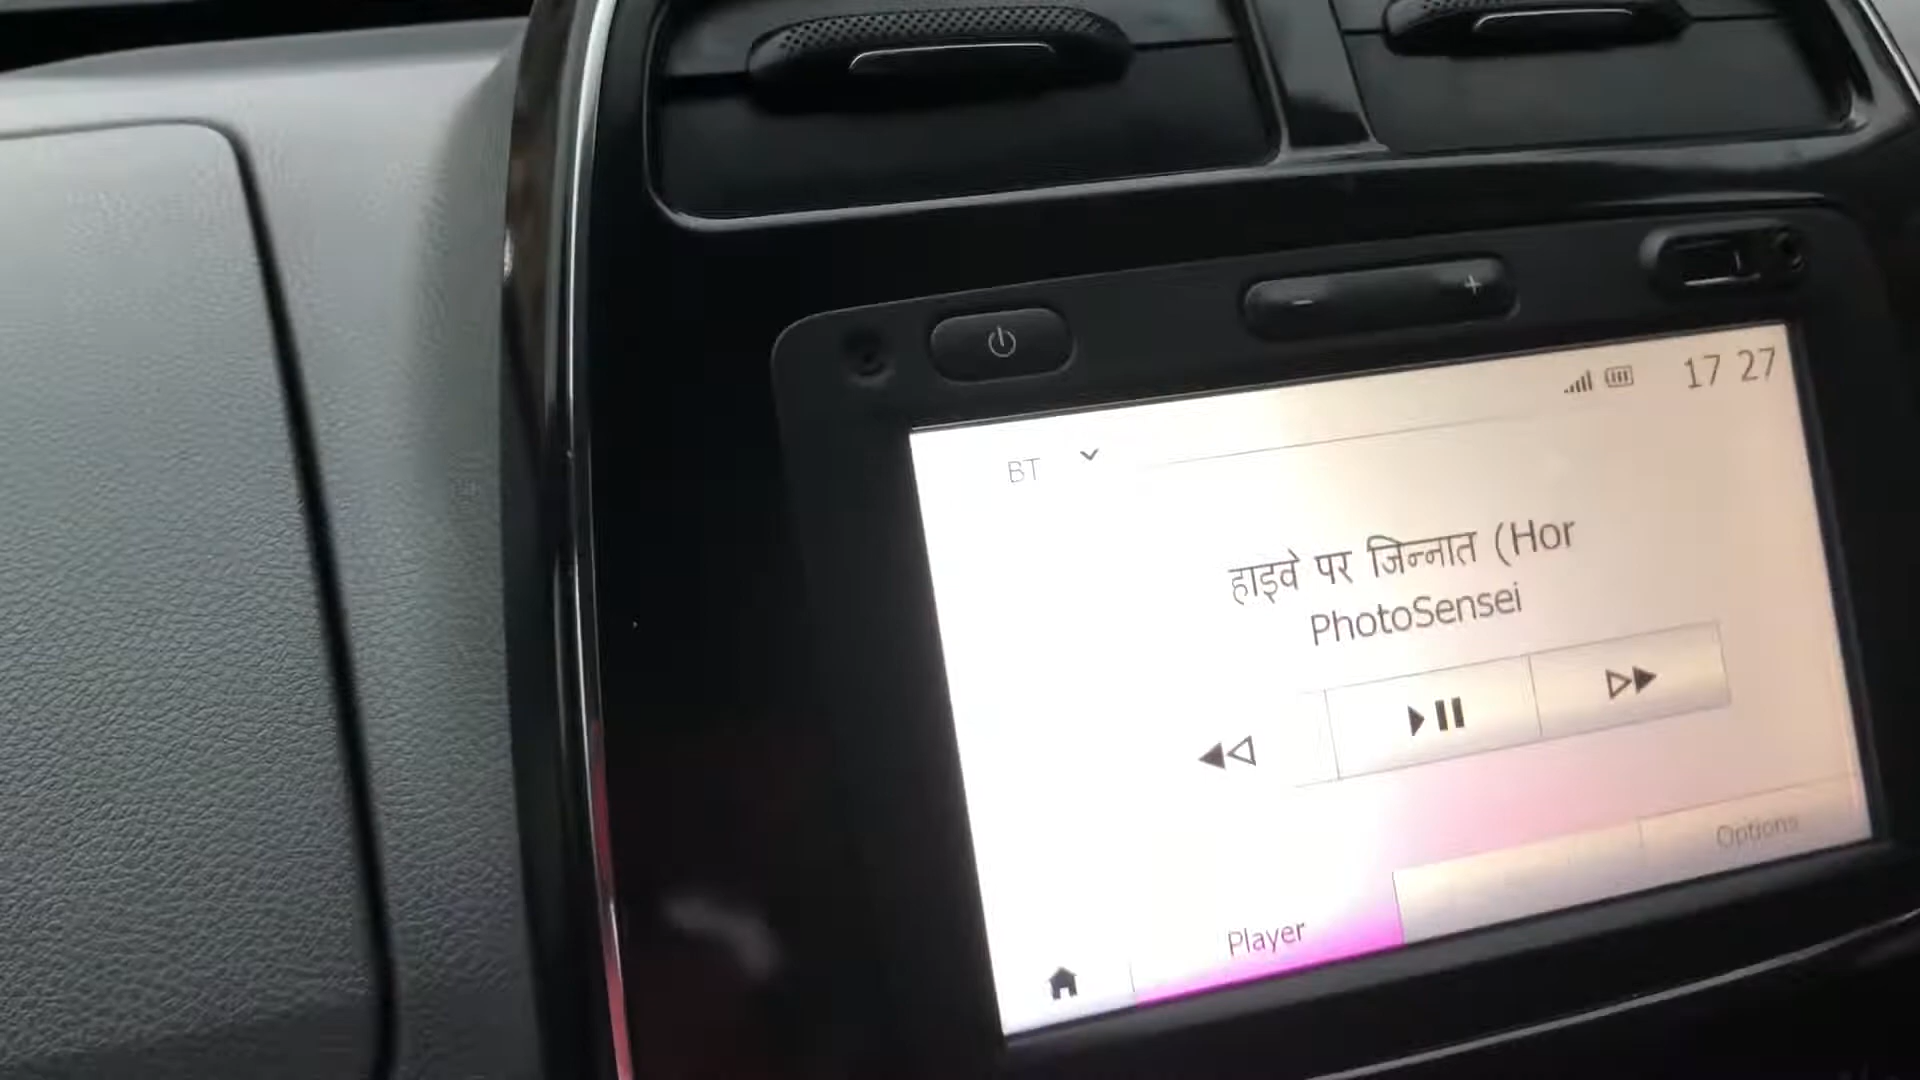 17 27
BT
हाइवे पर जिन्नात (Hor
PhotoSensei
Options
Player